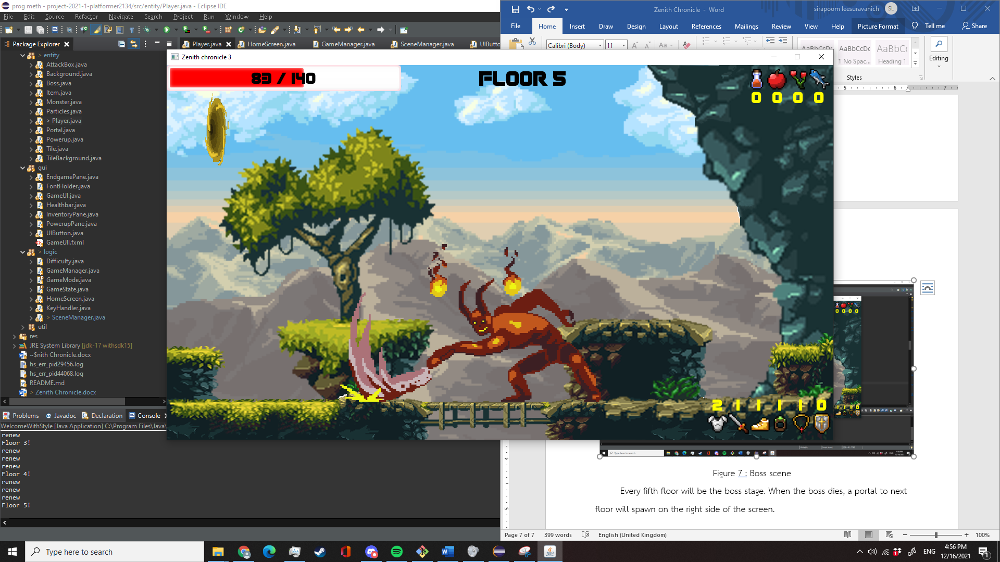 prog meth - project-2021-1-platformer2134/src/entity/Player.java - Eclipse IDE
File Edit Source Refactor Navigate Search Project Run Window Help
Package Explorer
Player.java
HomeScreen.java
GameManager.java
SceneManager.java
UIButto
> entity
AttackBox.java
Background.java
Boss.java
Item.java
Monster.java
Particles.java
> Player.java
Portal.java
Powerup.java
Tile.java
TileBackground.java
gui
EndgamePane.java
FontHolder.java
GameUI.java
Healthbar.java
InventoryPane.java
PowerupPane.java
UIButton.java
GameUII.fxml
> logic
Difficulty.java
GameManager.java
GameMode.java
GameState.java
HomeScreen.java
KeyHandler.java
> SceneManager.java
util
res
JRE System Library [jdk-17 withsdk15]
~$nith Chronicle.docx
hs_err_pid29456.log
hs_err_pid44068.log
README.md
> Zenith Chronicle.docx
Problems
Javadoc
Declaration
Console
WelcomeWithStyle [Java Application] C:\Program Files\Java\
renew
Floor 3!
renew
renew
renew
Floor 4!
renew
renew
renew
Floor 5!
Zenith Chronicle - Word
sirapoom leesuravanich
SL
File Home Insert Draw Design Layout References Mailings Review View Help Picture Format Tell me Share
Calibri (Body) 11
AaBbCcDc AaBbCcDc AaBbC
¶ No Spac... Heading 1
Styles
Editing
5 6 7
Zenith chronicle 3
83 / 140
FLOOR 5
0 0 0 0
2 1 1 1 1 0
4
5
Figure 7 : Boss scene
Every fifth floor will be the boss stage. When the boss dies, a portal to next
floor will spawn on the right side of the screen.
Page 7 of 7
399 words
English (United Kingdom)
100%
Type here to search
ENG
4:56 PM
12/16/2021
1